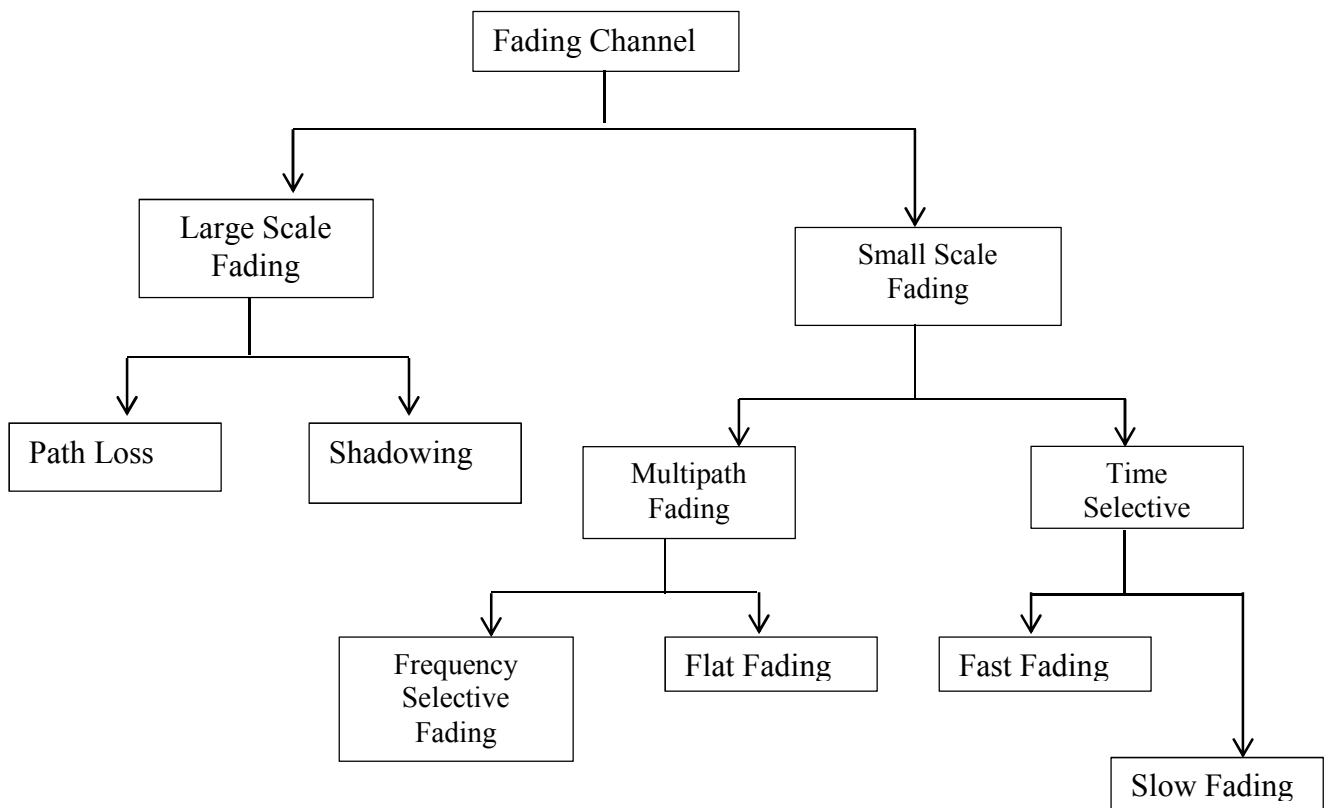 Fading Channel
Large Scale
Fading
Small Scale
Fading
Path Loss
Shadowing
Multipath
Fading
Time
Selective
Frequency
Selective
Fading
Flat Fading
Fast Fading
Slow Fading